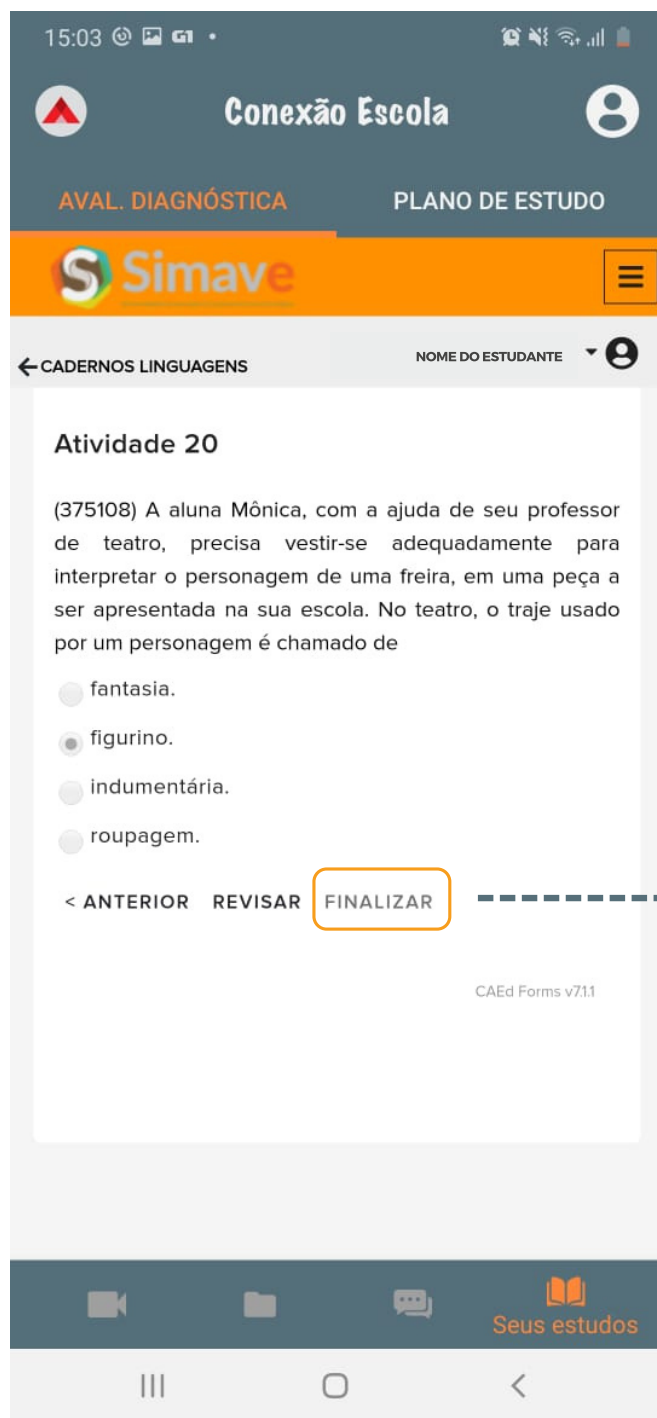 15:03 G1
Conexão Escola
AVAL. DIAGNÓSTICA PLANO DE ESTUDO
S Simave
CADERNOS LINGUAGENS NOME DO ESTUDANTE
Atividade 20
(375108) A aluna Mônica, com a ajuda de seu professor
de teatro, precisa vestir-se adequadamente para
interpretar o personagem de uma freira, em uma peça a
ser apresentada na sua escola. No teatro, o traje usado
por um personagem é chamado de
fantasia.
figurino.
indumentária.
roupagem.
< ANTERIOR REVISAR FINALIZAR
CAEd Forms v7.1.1
Seus estudos